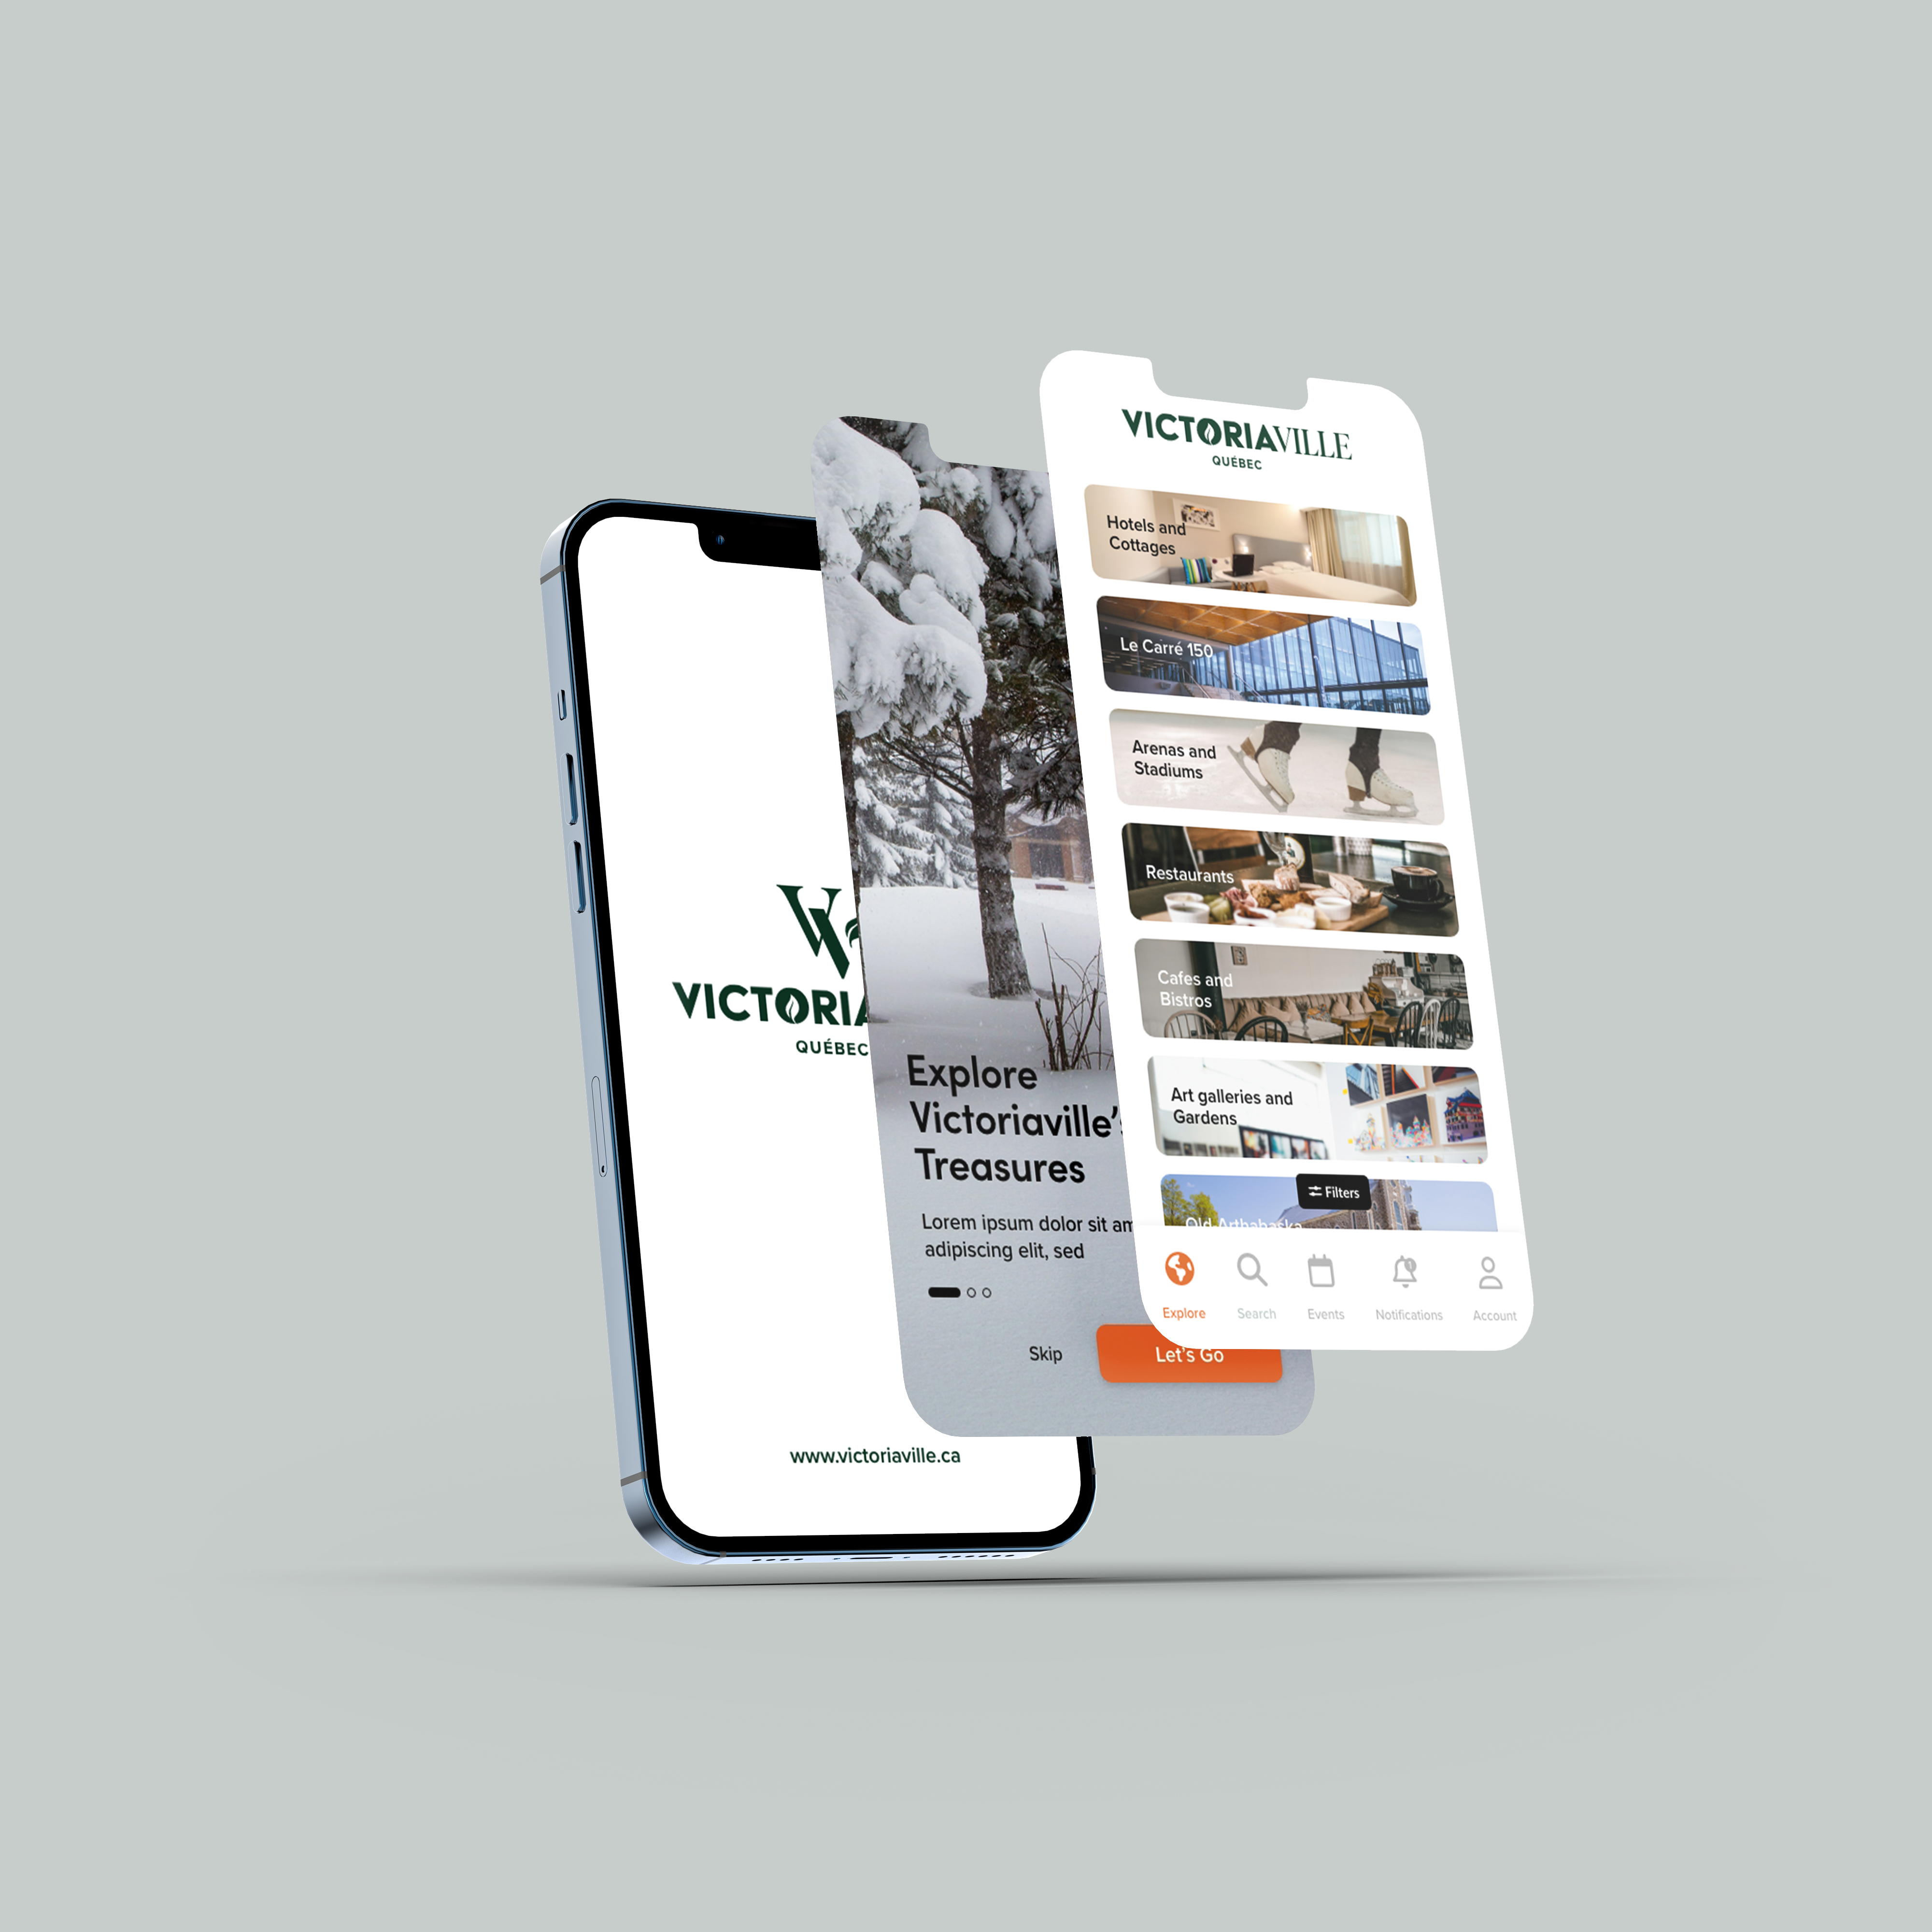 VICTORIA
QUÉBEC
www.victoriaville.ca
Explore
Victoriaville's
Treasures
Lorem ipsum dolor sit am
adipiscing elit, sed
Skip
Let's Go
VICTORIAVILLE
QUÉBEC
Hotels and
Cottages
Le Carré 150
Arenas and
Stadiums
Restaurants
Cafes and
Bistros
Art galleries and
Gardens
Filters
Old Arthabaska
Explore
Search
Events
Notifications
Account